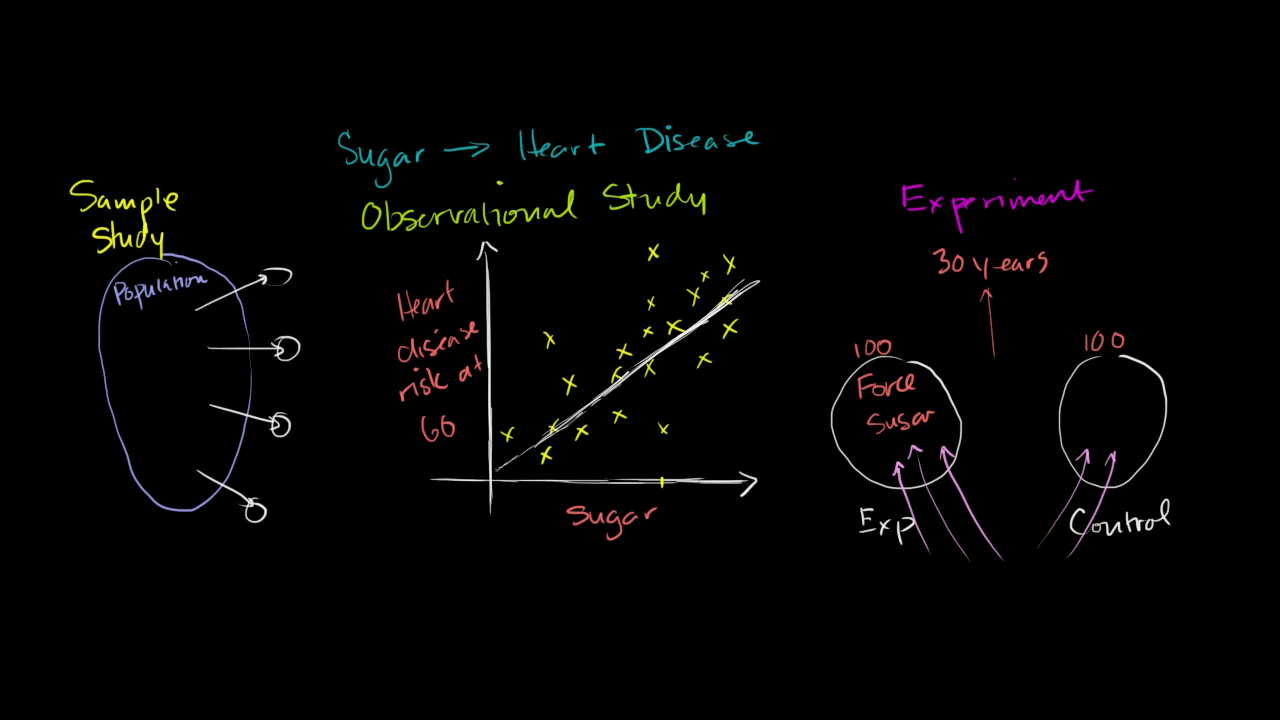 Sugar → Heart Disease
Sample
Study
Population
Observational Study
Heart
disease
risk at
60
Sugar
Experiment
30 years
100
100
Force
Sugar
Exp
Control